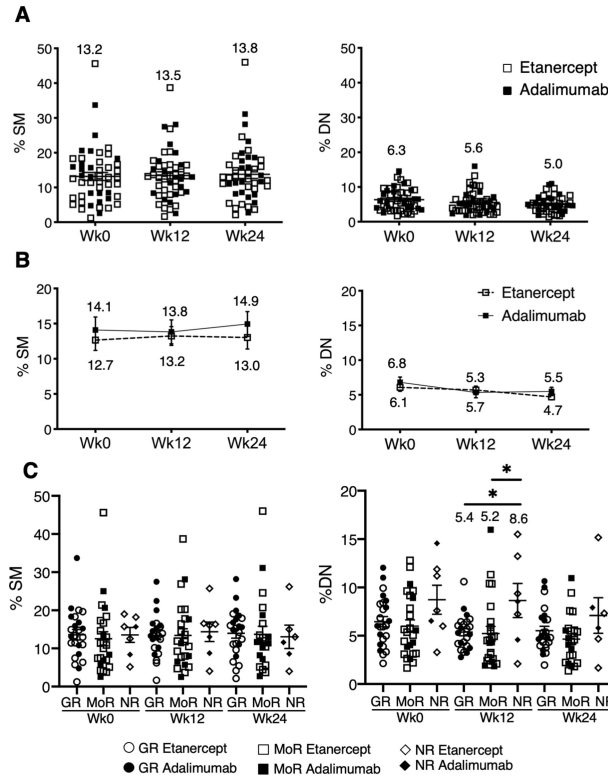 A
50
40
30
20
10
0
% SM
13.2
13.5
13.8
Wk0
Wk12
Wk24
50
40
30
20
10
0
% DN
6.3
5.6
5.0
Etanercept
Adalimumab
Wk0
Wk12
Wk24
B
20
15
10
5
0
% SM
14.1
13.8
14.9
12.7
13.2
13.0
Wk0
Wk12
Wk24
20
15
10
5
0
% DN
Etanercept
Adalimumab
6.8
5.3
5.5
6.1
5.7
4.7
Wk0
Wk12
Wk24
C
50
40
30
20
10
0
% SM
GR MoR NR GR MoR NR GR MoR NR
Wk0
Wk12
Wk24
20
15
10
5
0
%DN
*
*
5.4
5.2
8.6
GR MoR NR GR MoR NR GR MoR NR
Wk0
Wk12
Wk24
GR Etanercept MoR Etanercept NR Etanercept
GR Adalimumab MoR Adalimumab NR Adalimumab